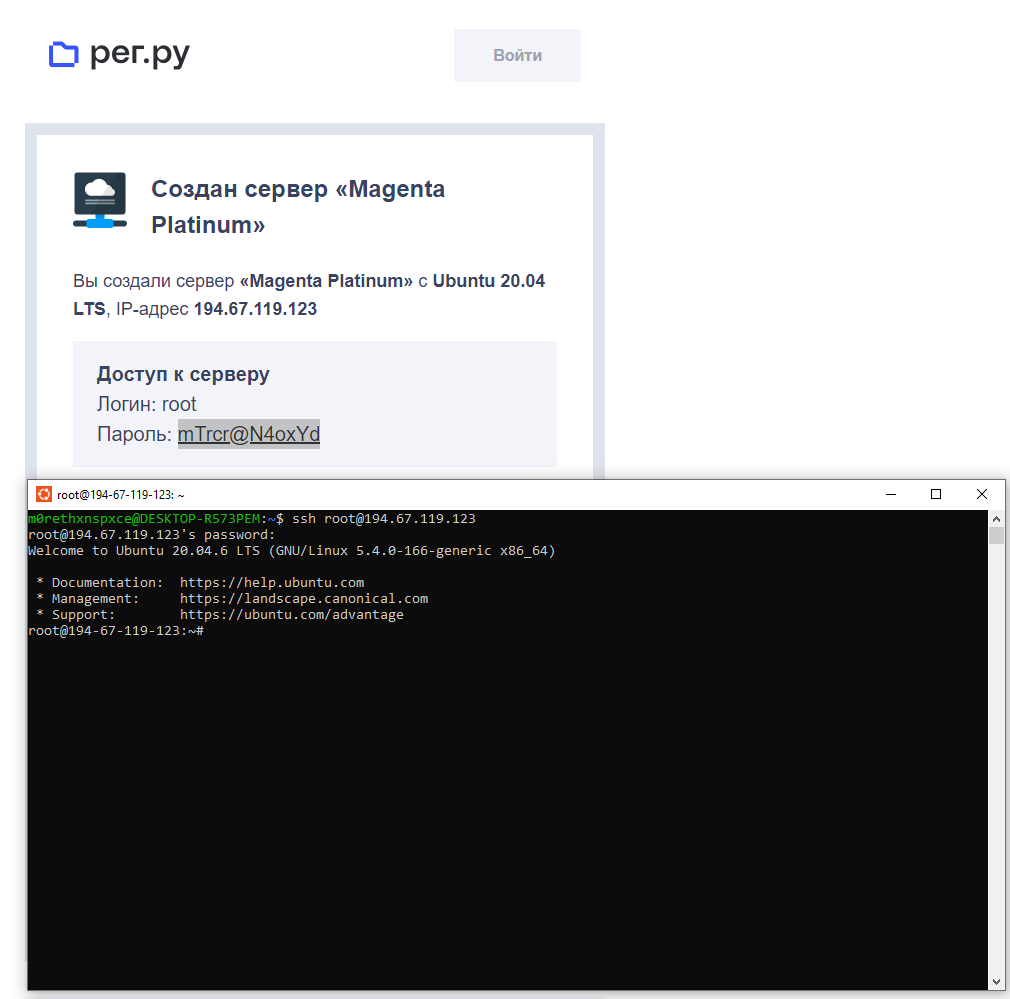 рег.ру
Войти
Создан сервер «Magenta
Platinum»
Вы создали сервер «Magenta Platinum» с Ubuntu 20.04
LTS, IP-адрес 194.67.119.123
Доступ к серверу
Логин: root
Пароль: mTrcr@N4oxYd
root@194-67-119-123: ~
m0rethxnspxce@DESKTOP-R573PEM:~$ ssh root@194.67.119.123
root@194.67.119.123's password:
Welcome to Ubuntu 20.04.6 LTS (GNU/Linux 5.4.0-166-generic x86_64)
* Documentation:  https://help.ubuntu.com
* Management:     https://landscape.canonical.com
* Support:        https://ubuntu.com/advantage
root@194-67-119-123:~#